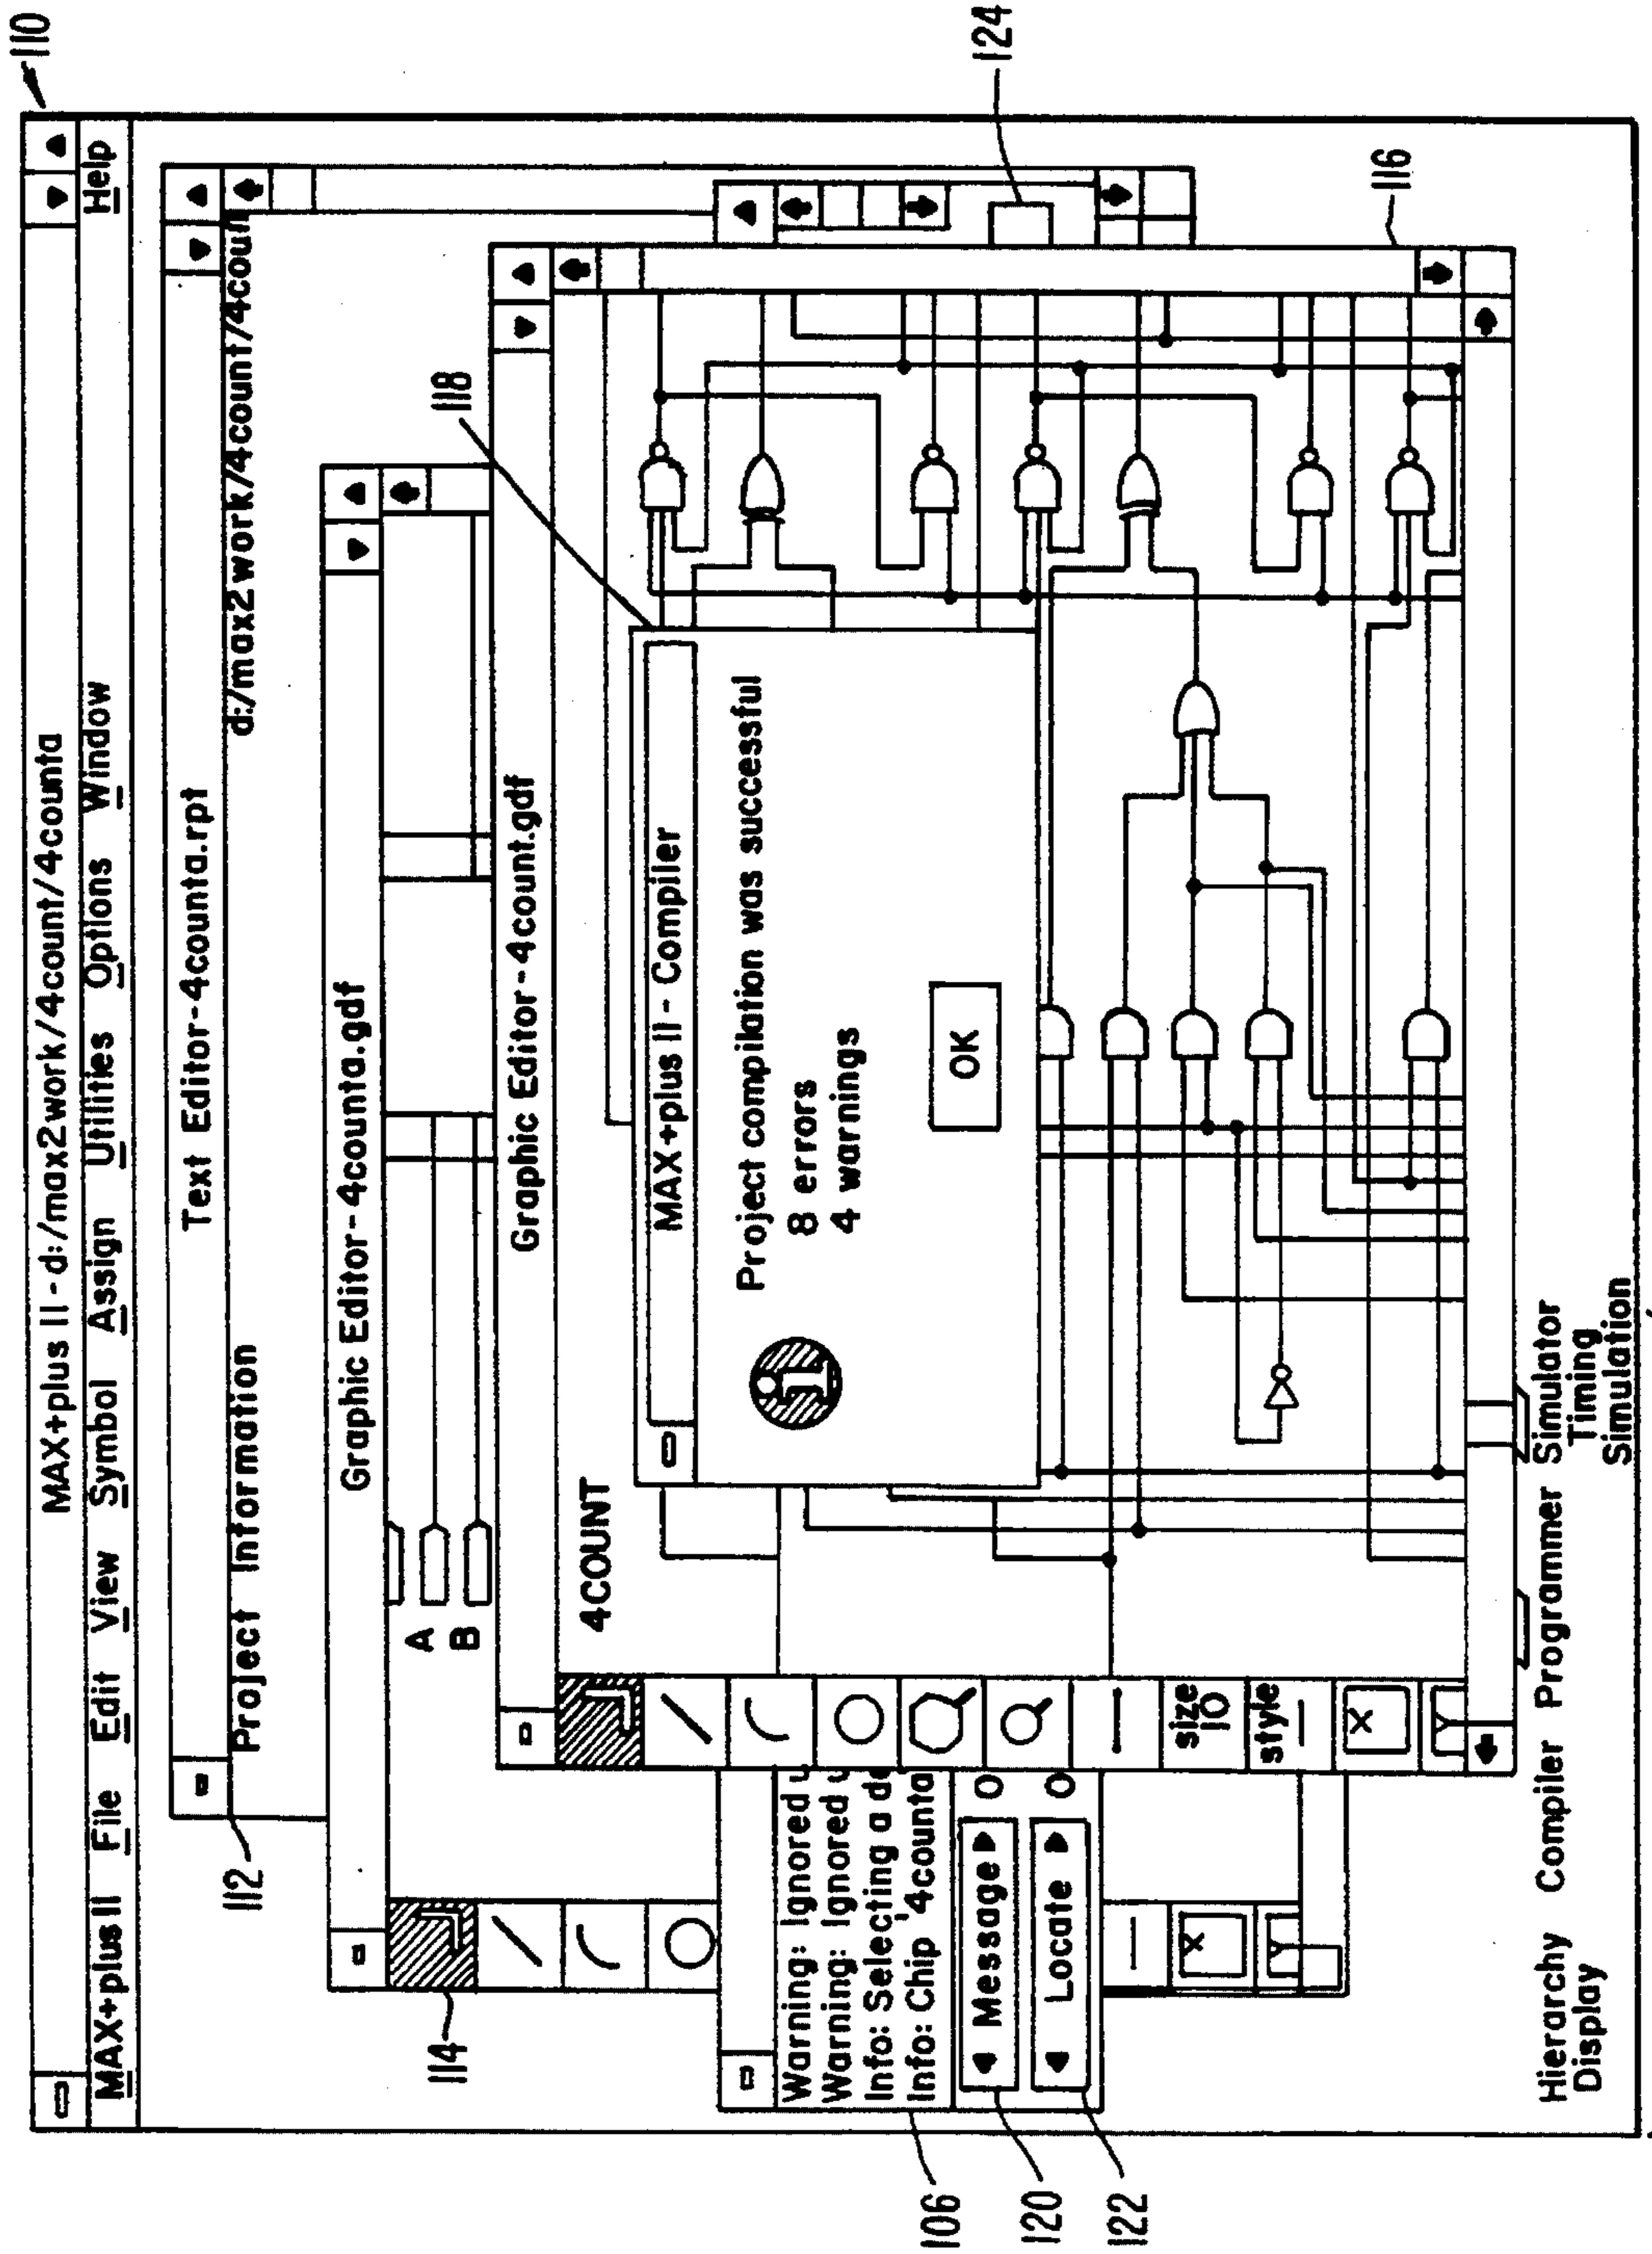 110
MAX+plus II - d:/max2work/4count/4counta
MAX+plus II File Edit View Symbol Assign Utilities Options Window Help
Text Editor-4counta.rpt
112
Project Information
d:/max2work/4count/4coun
Graphic Editor-4counta.gdf
114
A
B
Graphic Editor-4count.gdf
118
4COUNT
MAX+plus II - Compiler
Project compilation was successful
8 errors
4 warnings
OK
Warning: Ignored
Warning: Ignored
Info: Selecting a de
Info: Chip '4counta
106
Message 0
120
Locate 0
122
124
116
size
10
style
X
X
Hierarchy Display
Compiler
Programmer
Simulator
Timing
Simulation